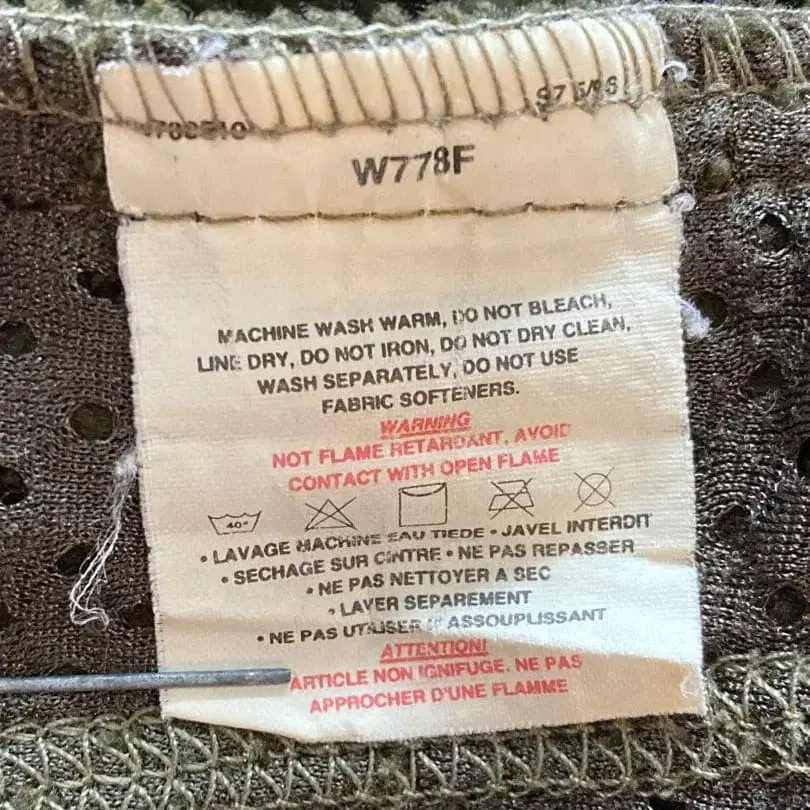 W778F
MACHINE WASH WARM, DO NOT BLEACH,
LINE DRY, DO NOT IRON, DO NOT DRY CLEAN,
WASH SEPARATELY, DO NOT USE
FABRIC SOFTENERS.
WARNING
NOT FLAME RETARDANT, AVOID
CONTACT WITH OPEN FLAME
40°
• LAVAGE MACHINE EAU TIEDE • JAVEL INTERDIT
• SECHAGE SUR CINTRE • NE PAS REPASSER
• NE PAS NETTOYER A SEC
• LAVER SEPAREMENT
• NE PAS UTILISER D'ASSOUPLISSANT
ATTENTION!
ARTICLE NON IGNIFUGE. NE PAS
APPROCHER D'UNE FLAMME